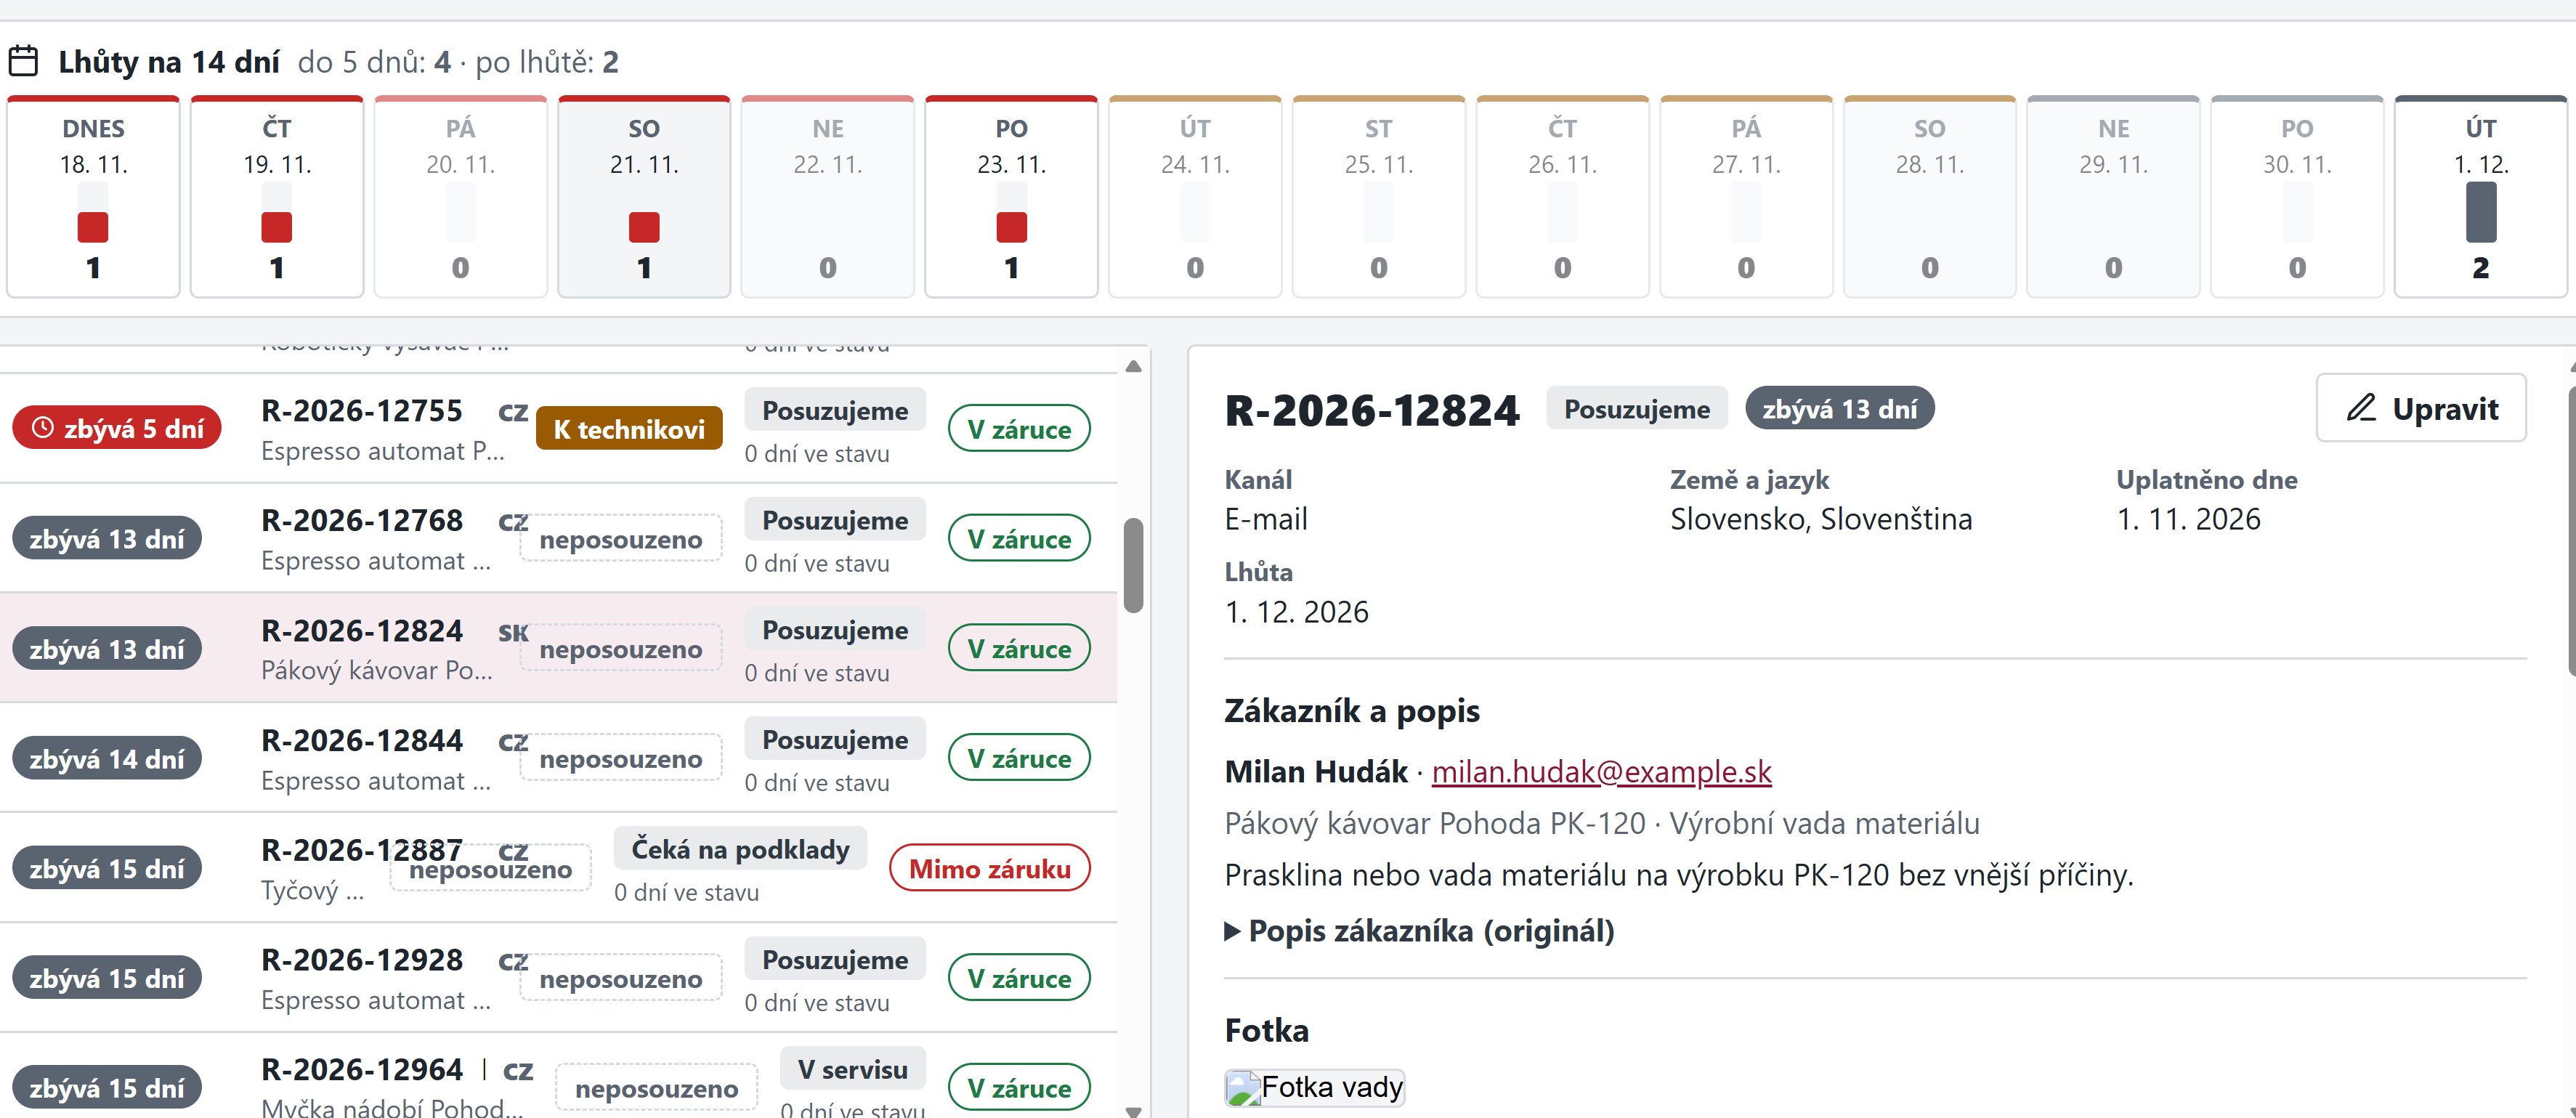 Lhůty na 14 dní do 5 dnů: 4 · po lhůtě: 2
DNES ČT PÁ SO NE PO ÚT ST ČT PÁ SO NE PO ÚT
18. 11. 19. 11. 20. 11. 21. 11. 22. 11. 23. 11. 24. 11. 25. 11. 26. 11. 27. 11. 28. 11. 29. 11. 30. 11. 1. 12.
1 1 0 1 0 1 0 0 0 0 0 0 0 2
zbývá 5 dní R-2026-12755 CZ K technikovi Posuzujeme V záruce
Espresso automat P... 0 dní ve stavu
zbývá 13 dní R-2026-12768 CZ neposouzeno Posuzujeme V záruce
Espresso automat ... 0 dní ve stavu
zbývá 13 dní R-2026-12824 SK neposouzeno Posuzujeme V záruce
Pákový kávovar Po... 0 dní ve stavu
zbývá 14 dní R-2026-12844 CZ neposouzeno Posuzujeme V záruce
Espresso automat ... 0 dní ve stavu
zbývá 15 dní R-2026-12887 CZ neposouzeno Čeká na podklady Mimo záruku
Tyčový ... 0 dní ve stavu
zbývá 15 dní R-2026-12928 CZ neposouzeno Posuzujeme V záruce
Espresso automat ... 0 dní ve stavu
zbývá 15 dní R-2026-12964 | CZ neposouzeno V servisu V záruce
Myčka nádobí Pohod... 0 dní ve stavu
R-2026-12824 Posuzujeme zbývá 13 dní Upravit
Kanál Země a jazyk Uplatněno dne
E-mail Slovensko, Slovenština 1. 11. 2026
Lhůta
1. 12. 2026
Zákazník a popis
Milan Hudák · milan.hudak@example.sk
Pákový kávovar Pohoda PK-120 · Výrobní vada materiálu
Prasklina nebo vada materiálu na výrobku PK-120 bez vnější příčiny.
Popis zákazníka (originál)
Fotka
Fotka vady